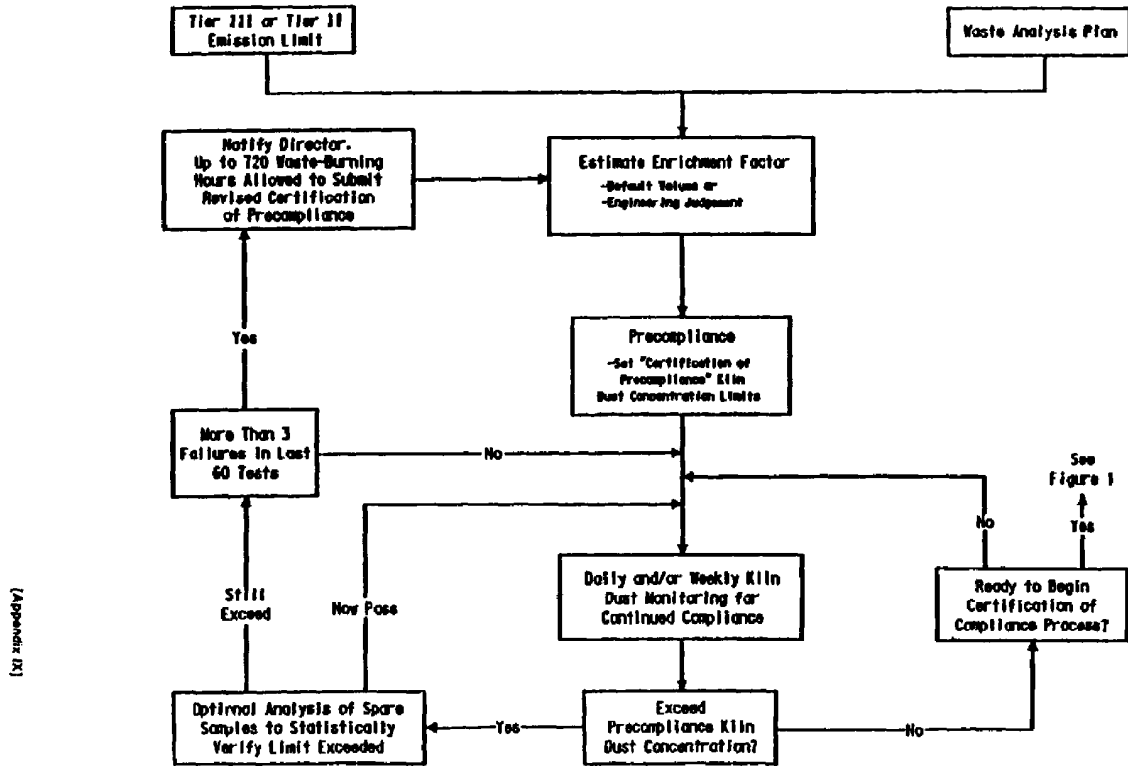 Tier III or Tier II
Emission Limit
Waste Analysis Plan
Notify Director.
Up to 720 Waste-Burning
Hours Allowed to Submit
Revised Certification
of Precompliance
Estimate Enrichment Factor
-Default Values or
-Engineering Judgement
Yes
Precompliance
-Set "Certification of
Precompliance" Kiln
Dust Concentration Limits
More Than 3
Failures in Last
60 Tests
No
See
Figure 1
No
Yes
Still
Exceed
Now Pass
Daily and/or Weekly Kiln
Dust Monitoring for
Continued Compliance
Ready to Begin
Certification of
Compliance Process?
Optional Analysis of Spare
Samples to Statistically
Verify Limit Exceeded
Yes
Exceed
Precompliance Kiln
Dust Concentration?
No
[Appendix IX]